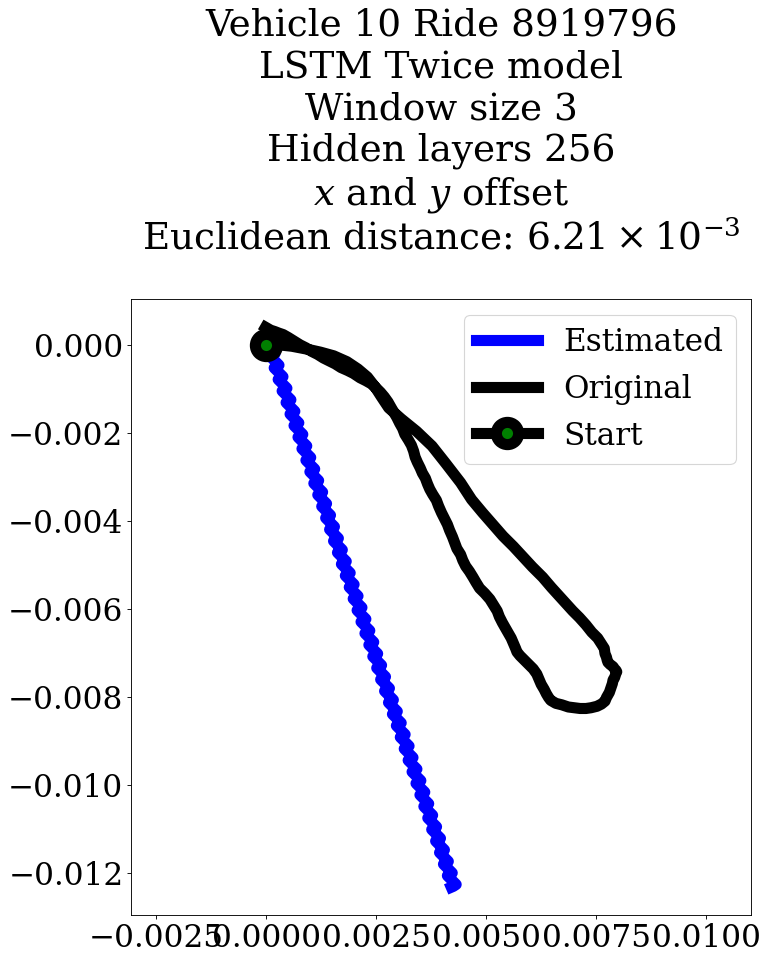 Vehicle 10 Ride 8919796
LSTM Twice model
Window size 3
Hidden layers 256
x and y offset
Euclidean distance: 6.21 × 10⁻³
Estimated
Original
Start
0.000
−0.002
−0.004
−0.006
−0.008
−0.010
−0.012
−0.0025 0.0000 0.0025 0.0050 0.0075 0.0100